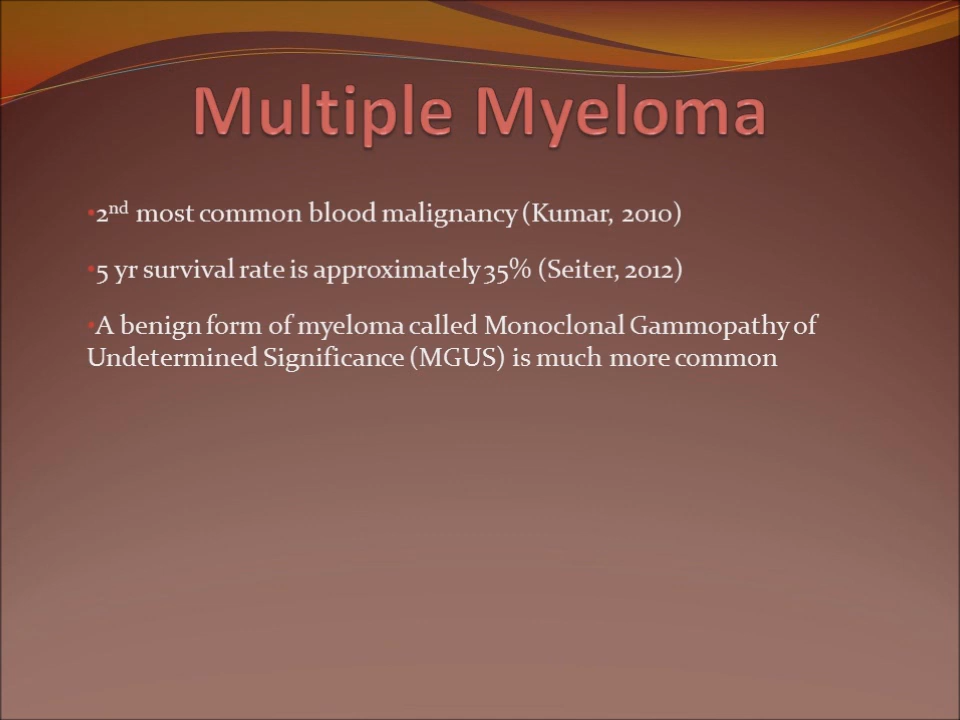 Multiple Myeloma
•2nd most common blood malignancy (Kumar, 2010)
•5 yr survival rate is approximately 35% (Seiter, 2012)
•A benign form of myeloma called Monoclonal Gammopathy of
Undetermined Significance (MGUS) is much more common